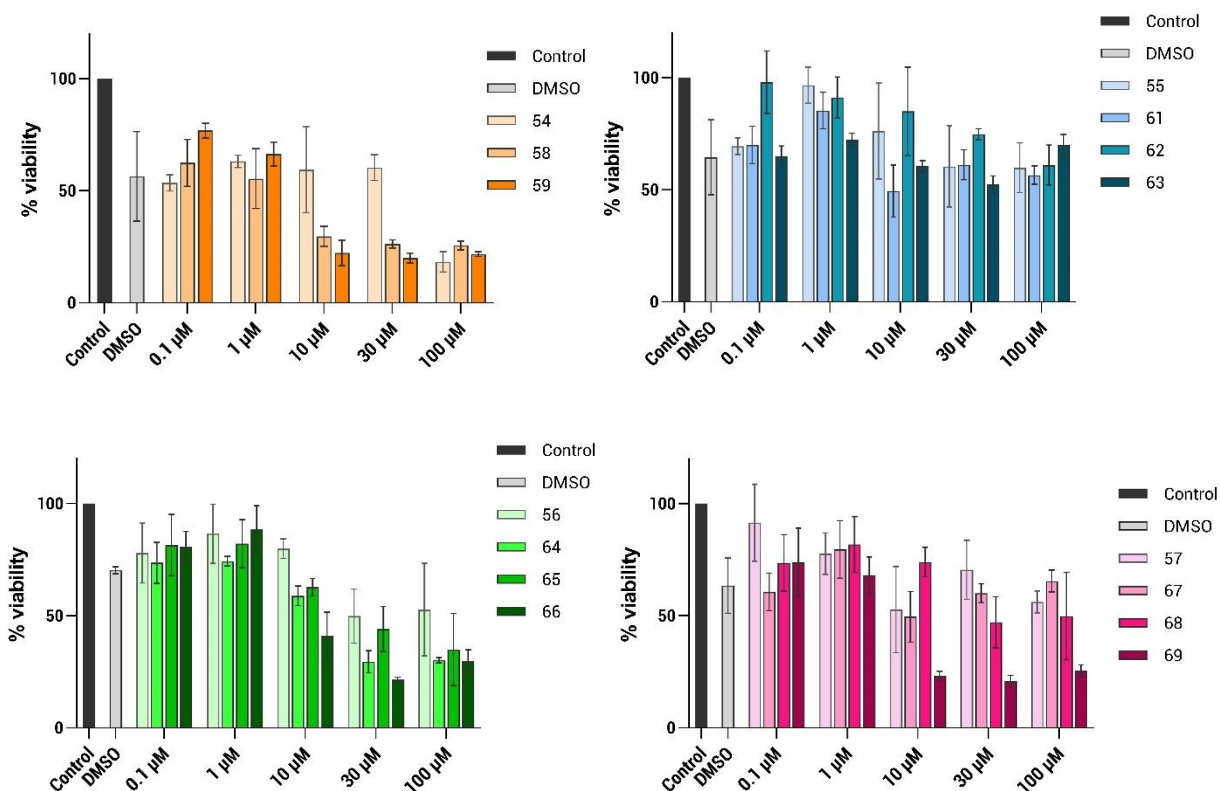 Control
DMSO
54
58
59
% viability
100
50
0
Control
DMSO
0.1 µM
1 µM
10 µM
30 µM
100 µM
Control
DMSO
55
61
62
63
% viability
100
50
0
Control
DMSO
0.1 µM
1 µM
10 µM
30 µM
100 µM
Control
DMSO
56
64
65
66
% viability
100
50
0
Control
DMSO
0.1 µM
1 µM
10 µM
30 µM
100 µM
Control
DMSO
57
67
68
69
% viability
100
50
0
Control
DMSO
0.1 µM
1 µM
10 µM
30 µM
100 µM